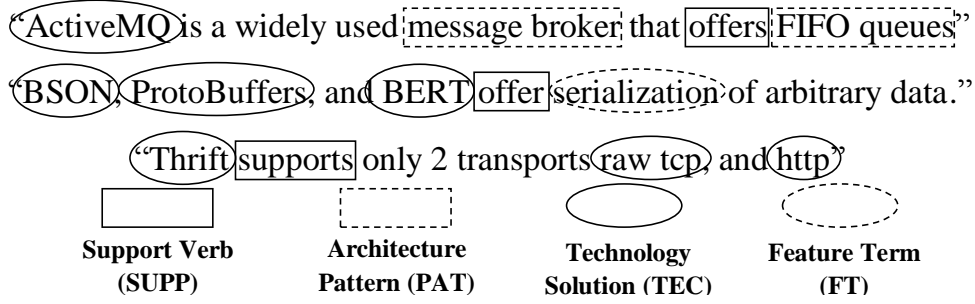 “ActiveMQ is a widely used message broker that offers FIFO queues”
“BSON, ProtoBuffers, and BERT offer serialization of arbitrary data.”
“Thrift supports only 2 transports raw tcp, and http”
Support Verb Architecture Technology Feature Term
(SUPP) Pattern (PAT) Solution (TEC) (FT)